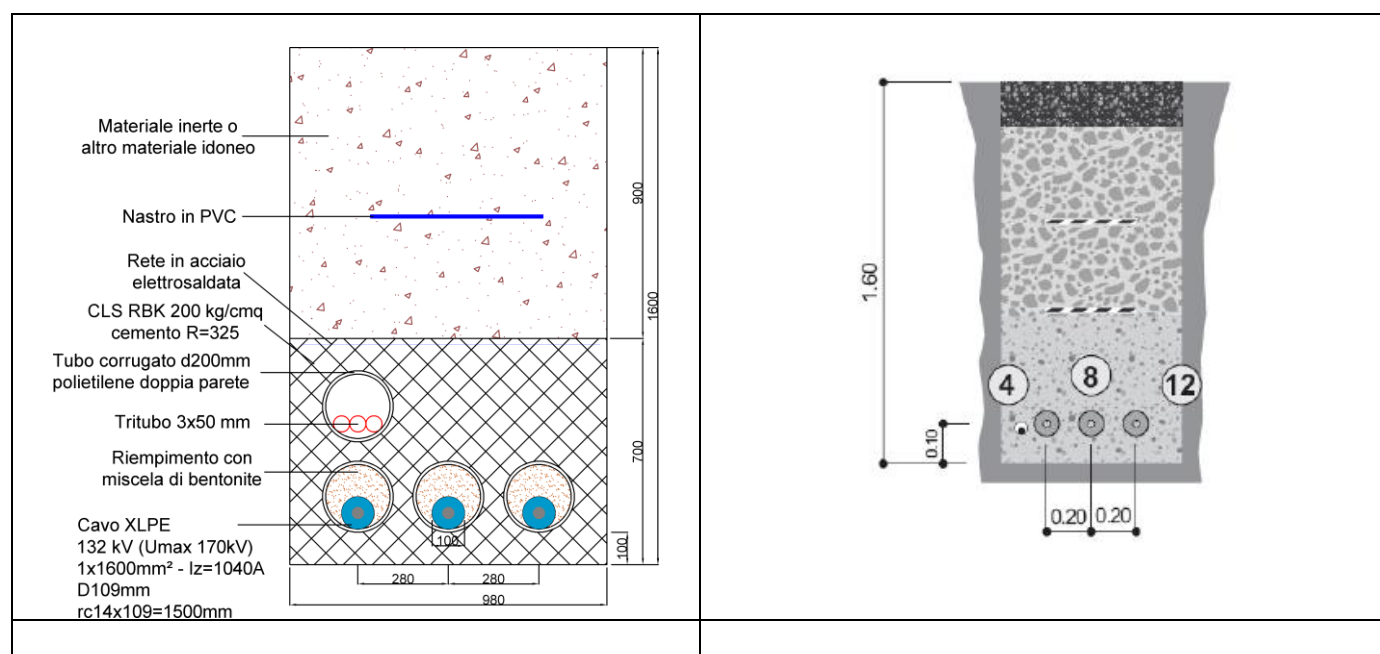 Materiale inerte o
altro materiale idoneo
Nastro in PVC
Rete in acciaio
elettrosaldata
CLS RBK 200 kg/cmq
cemento R=325
Tubo corrugato d200mm
polietilene doppia parete
Tritubo 3x50 mm
Riempimento con
miscela di bentonite
Cavo XLPE
132 kV (Umax 170kV)
1x1600mm² - Iz=1040A
D109mm
rc14x109=1500mm
900
1600
700
100
100
280
280
980
1.60
4
8
12
0.10
0.20
0.20